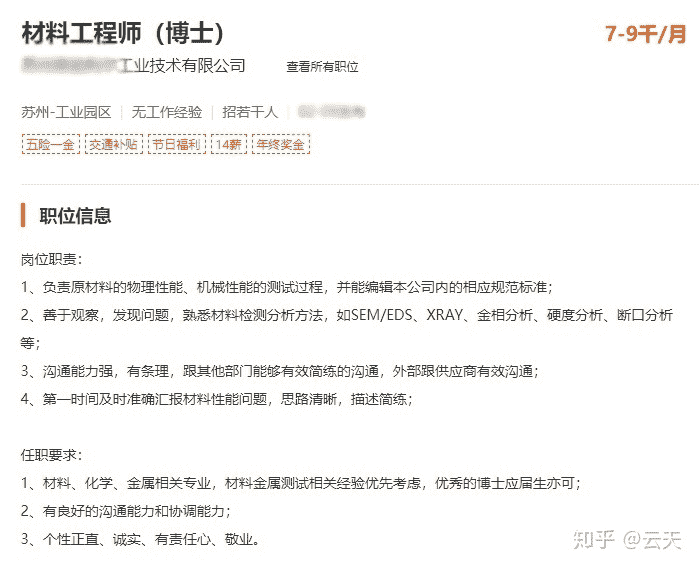 材料工程师（博士）
7-9千/月
工业技术有限公司 查看所有职位
苏州-工业园区 无工作经验 招若干人
五险一金 交通补贴 节日福利 14薪 年终奖金
职位信息
岗位职责：
1、负责原材料的物理性能、机械性能的测试过程，并能编辑本公司内的相应规范标准；
2、善于观察，发现问题，熟悉材料检测分析方法，如SEM/EDS、XRAY、金相分析、硬度分析、断口分析
等；
3、沟通能力强，有条理，跟其他部门能够有效简练的沟通，外部跟供应商有效沟通；
4、第一时间及时准确汇报材料性能问题，思路清晰，描述简练；
任职要求：
1、材料、化学、金属相关专业，材料金属测试相关经验优先考虑，优秀的博士应届生亦可；
2、有良好的沟通能力和协调能力；
3、个性正直、诚实、有责任心、敬业。
知乎 @云天